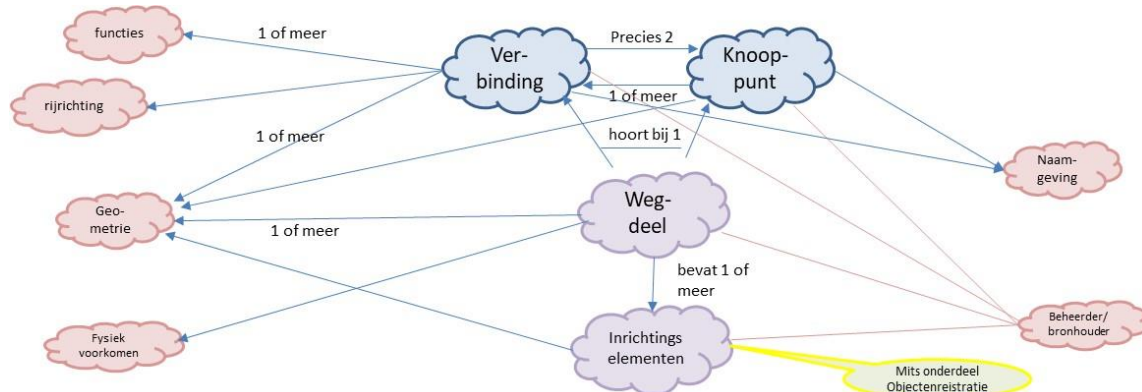 functies
1 of meer
Ver-
binding
Precies 2
Knoop-
punt
rijrichting
1 of meer
1 of meer
hoort bij 1
Naam-
geving
Geo-
metrie
1 of meer
Weg-
deel
bevat 1 of
meer
Fysiek
voorkomen
Inrichtings
elementen
Beheerder/
bronhouder
Mits onderdeel
Objectenreistratie